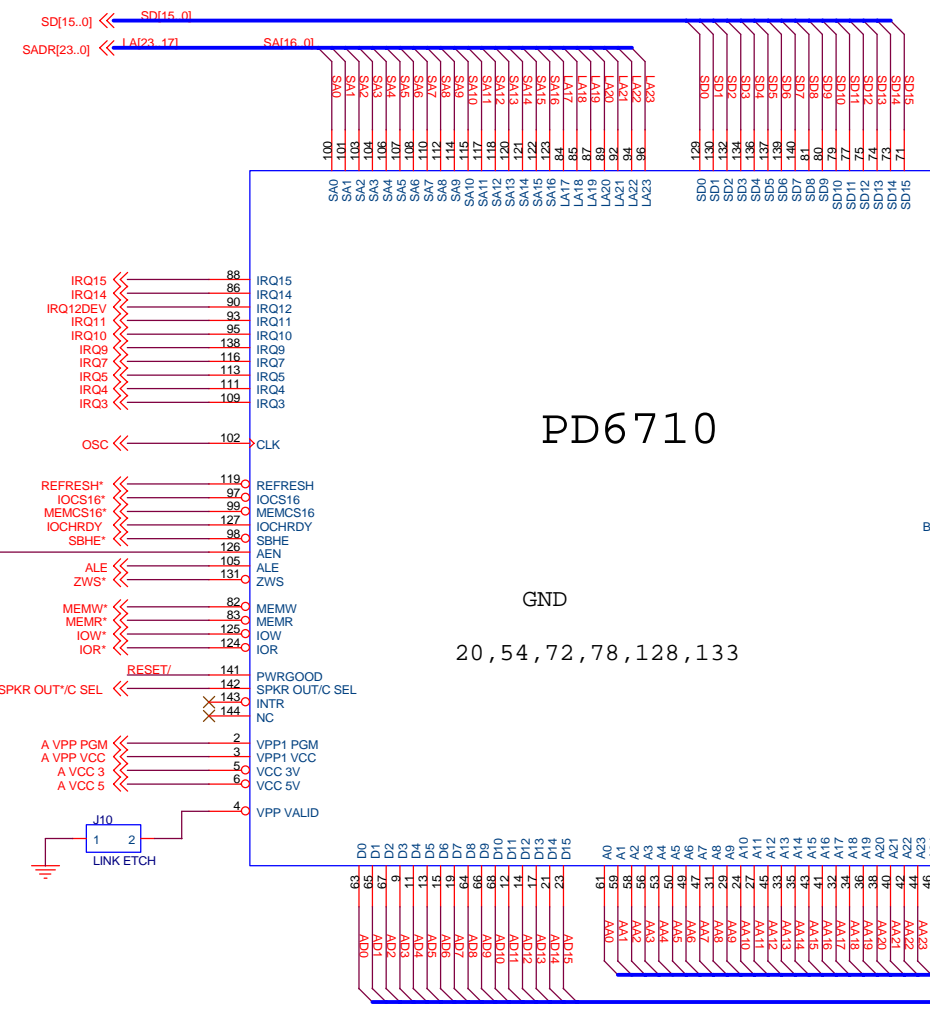 SD[15..0] SD[15..0]
SADR[23..0] LA[23..17] SA[16..0]
SA0 SA1 SA2 SA3 SA4 SA5 SA6 SA7 SA8 SA9 SA10 SA11 SA12 SA13 SA14 SA15 SA16 LA17 LA18 LA19 LA20 LA21 LA22 LA23 SD0 SD1 SD2 SD3 SD4 SD5 SD6 SD7 SD8 SD9 SD10 SD11 SD12 SD13 SD14 SD15
100 101 103 104 106 107 108 110 112 114 115 117 118 120 121 122 123 84 85 87 89 92 94 96 129 130 132 134 136 137 139 140 81 80 79 77 75 74 73 71
SA0 SA1 SA2 SA3 SA4 SA5 SA6 SA7 SA8 SA9 SA10 SA11 SA12 SA13 SA14 SA15 SA16 LA17 LA18 LA19 LA20 LA21 LA22 LA23 SD0 SD1 SD2 SD3 SD4 SD5 SD6 SD7 SD8 SD9 SD10 SD11 SD12 SD13 SD14 SD15
IRQ15 88 IRQ15
IRQ14 86 IRQ14
IRQ12DEV 90 IRQ12
IRQ11 93 IRQ11
IRQ10 95 IRQ10
IRQ9 138 IRQ9
IRQ7 116 IRQ7
IRQ5 113 IRQ5
IRQ4 111 IRQ4
IRQ3 109 IRQ3
PD6710
OSC 102 CLK
REFRESH* 119 REFRESH
IOCS16* 97 IOCS16
MEMCS16* 99 MEMCS16
IOCHRDY 127 IOCHRDY
B
SBHE* 98 SBHE
126 AEN
ALE 105 ALE
ZWS* 131 ZWS
GND
MEMW* 82 MEMW
MEMR* 83 MEMR
IOW* 125 IOW
IOR* 124 IOR
20,54,72,78,128,133
RESET/ 141 PWRGOOD
SPKR OUT*/C SEL 142 SPKR OUT/C SEL
143 INTR
144 NC
A VPP PGM 2 VPP1 PGM
A VPP VCC 3 VPP1 VCC
A VCC 3 5 VCC 3V
A VCC 5 6 VCC 5V
4 VPP VALID
J10
1 2
LINK ETCH
D0 D1 D2 D3 D4 D5 D6 D7 D8 D9 D10 D11 D12 D13 D14 D15 A0 A1 A2 A3 A4 A5 A6 A7 A8 A9 A10 A11 A12 A13 A14 A15 A16 A17 A18 A19 A20 A21 A22 A23
63 65 67 9 11 13 15 19 64 66 68 12 14 17 21 23 61 59 58 56 53 50 49 47 31 29 24 27 45 33 35 43 41 32 34 36 38 40 42 44 46
AD0 AD1 AD2 AD3 AD4 AD5 AD6 AD7 AD8 AD9 AD10 AD11 AD12 AD13 AD14 AD15 AA0 AA1 AA2 AA3 AA4 AA5 AA6 AA7 AA8 AA9 AA10 AA11 AA12 AA13 AA14 AA15 AA16 AA17 AA18 AA19 AA20 AA21 AA22 AA23